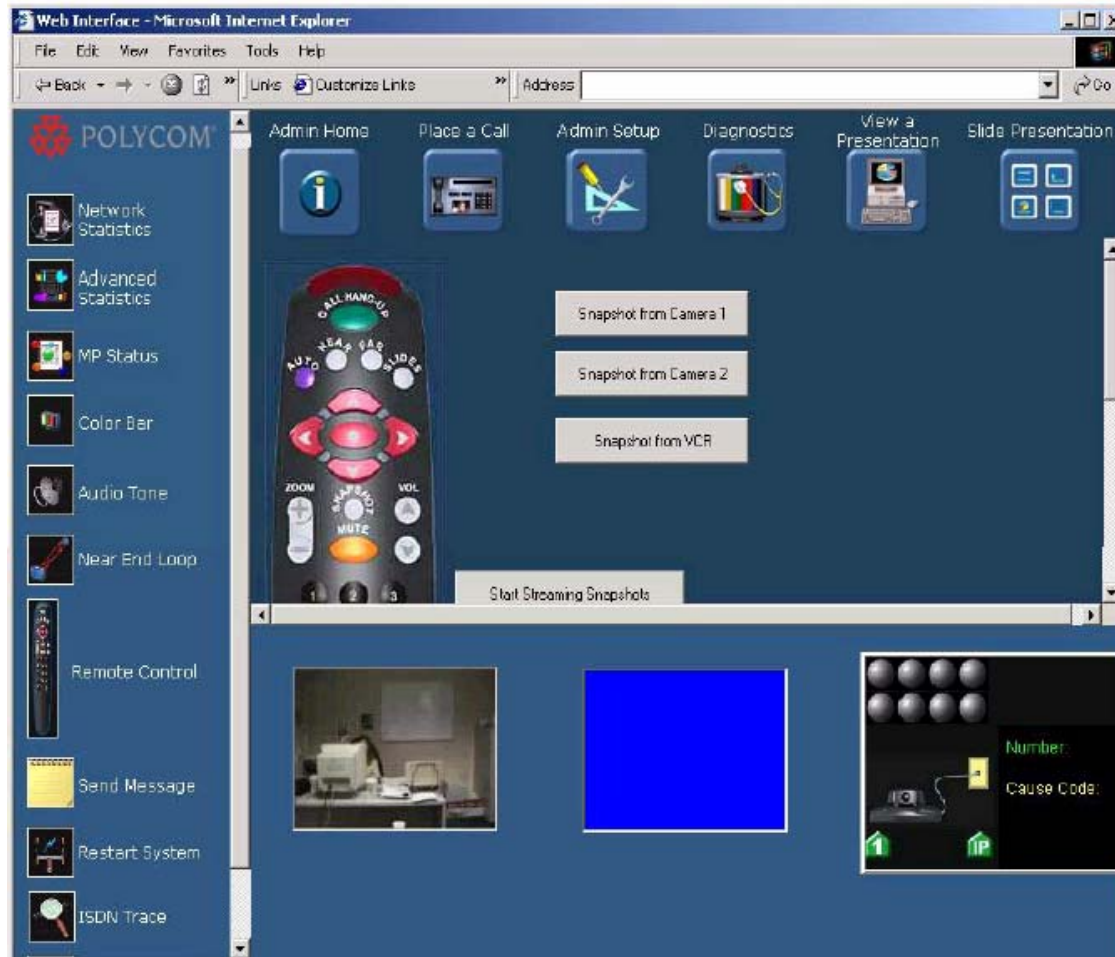 Web Interface - Microsoft Internet Explorer
File Edit View Favorites Tools Help
Back Links Customize Links Address Go
POLYCOM
Admin Home
Place a Call
Admin Setup
Diagnostics
View a
Presentation
Slide Presentation
Network
Statistics
Advanced
Statistics
MP Status
Color Bar
Audio Tone
Near End Loop
Remote Control
Send Message
Restart System
ISDN Trace
CALL-HANG-UP
AUTO NEAR FAR SLIDES
ZOOM SNAPSHOT VOL
MUTE
1 2 3
Snapshot from Camera 1
Snapshot from Camera 2
Snapshot from VCR
Start Streaming Snapshots
Number:
Cause Code:
1 IP